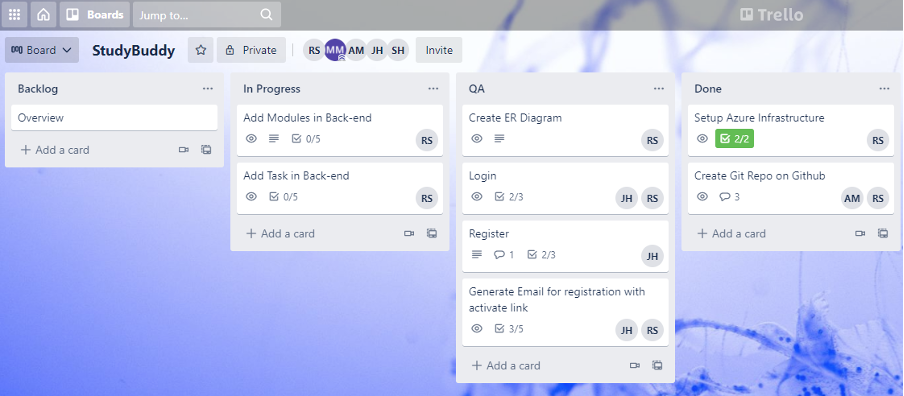 Boards
Jump to...
Trello
Board
StudyBuddy
Private
RS
MM
AM
JH
SH
Invite
Backlog
Overview
Add a card
In Progress
Add Modules in Back-end
0/5
RS
Add Task in Back-end
0/5
RS
Add a card
QA
Create ER Diagram
RS
Login
2/3
JH RS
Register
1 2/3
JH
Generate Email for registration with
activate link
3/5
JH RS
Add a card
Done
Setup Azure Infrastructure
2/2
RS
Create Git Repo on Github
3
AM RS
Add a card